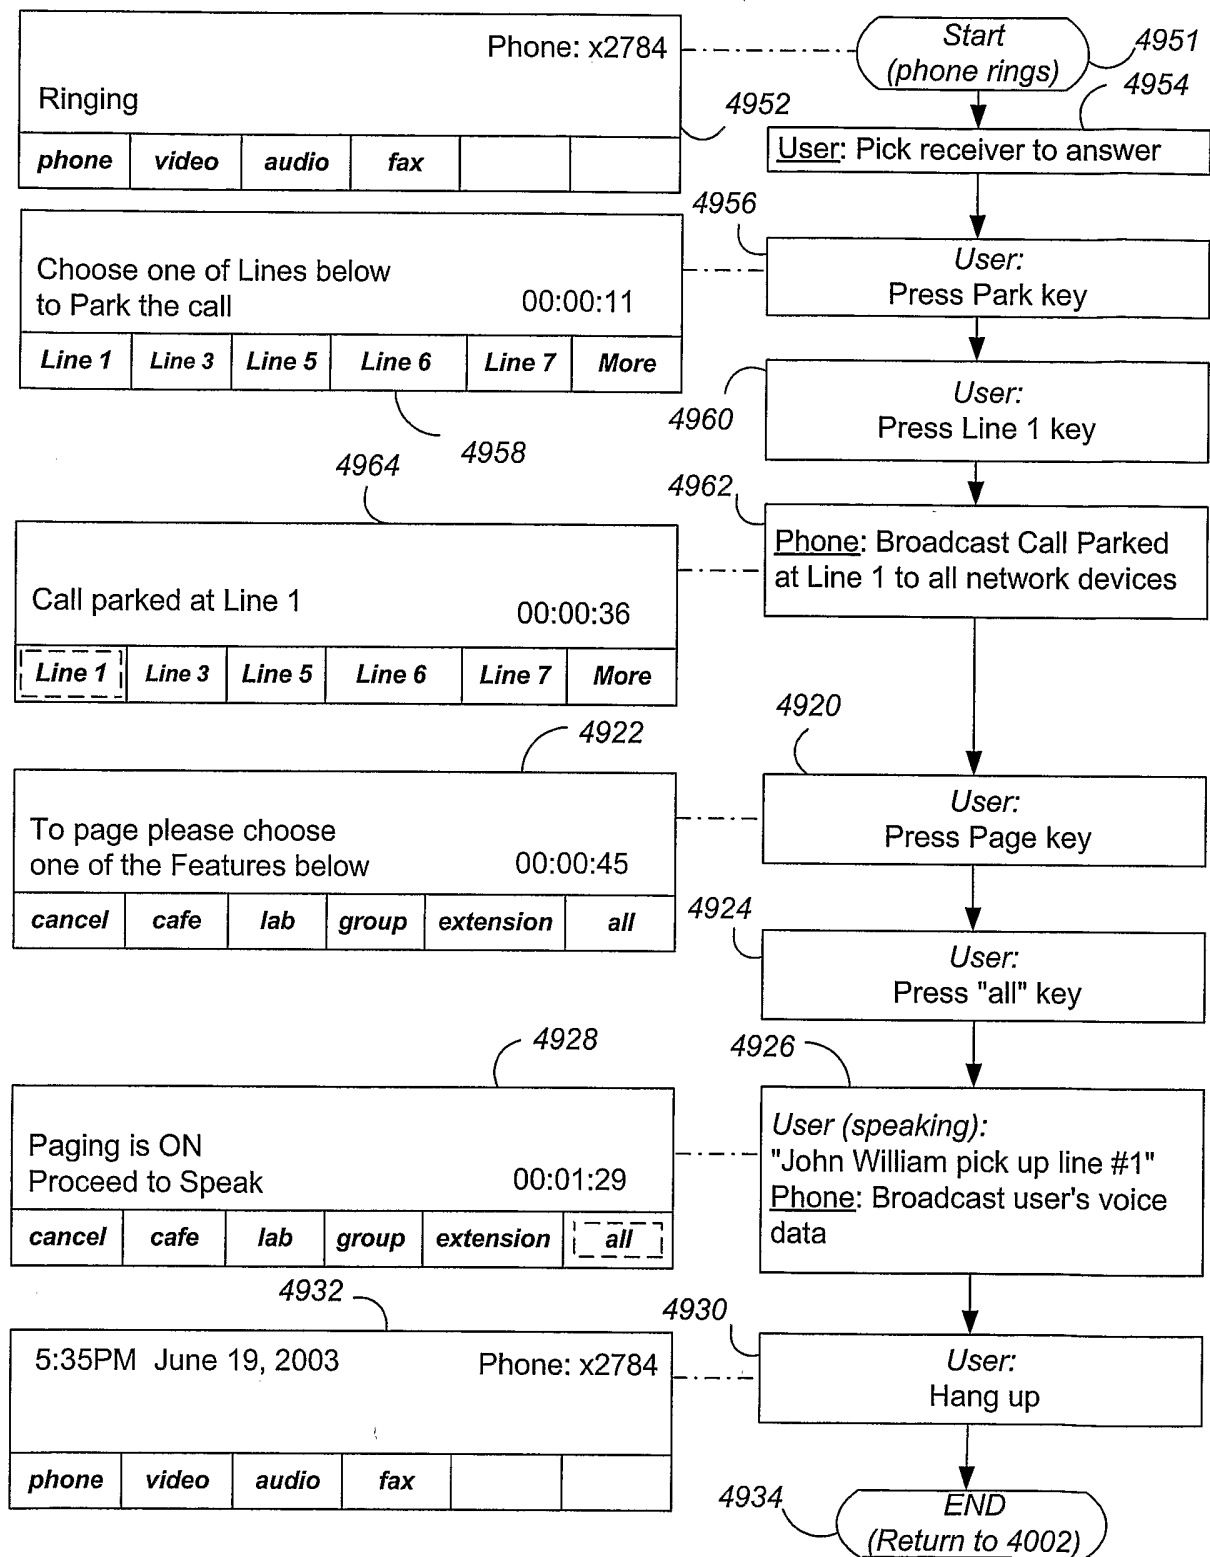 Phone: x2784
Ringing
phone video audio fax
4952
Start
(phone rings)
4951
4954
User: Pick receiver to answer
Choose one of Lines below
to Park the call 00:00:11
Line 1 Line 3 Line 5 Line 6 Line 7 More
4958
4956
User:
Press Park key
4960
User:
Press Line 1 key
4964
Call parked at Line 1 00:00:36
Line 1 Line 3 Line 5 Line 6 Line 7 More
4962
Phone: Broadcast Call Parked
at Line 1 to all network devices
4922
To page please choose
one of the Features below 00:00:45
cancel cafe lab group extension all
4920
User:
Press Page key
4924
User:
Press "all" key
4928
Paging is ON
Proceed to Speak 00:01:29
cancel cafe lab group extension all
4926
User (speaking):
"John William pick up line #1"
Phone: Broadcast user's voice
data
4932
5:35PM June 19, 2003 Phone: x2784
phone video audio fax
4930
User:
Hang up
4934
END
(Return to 4002)